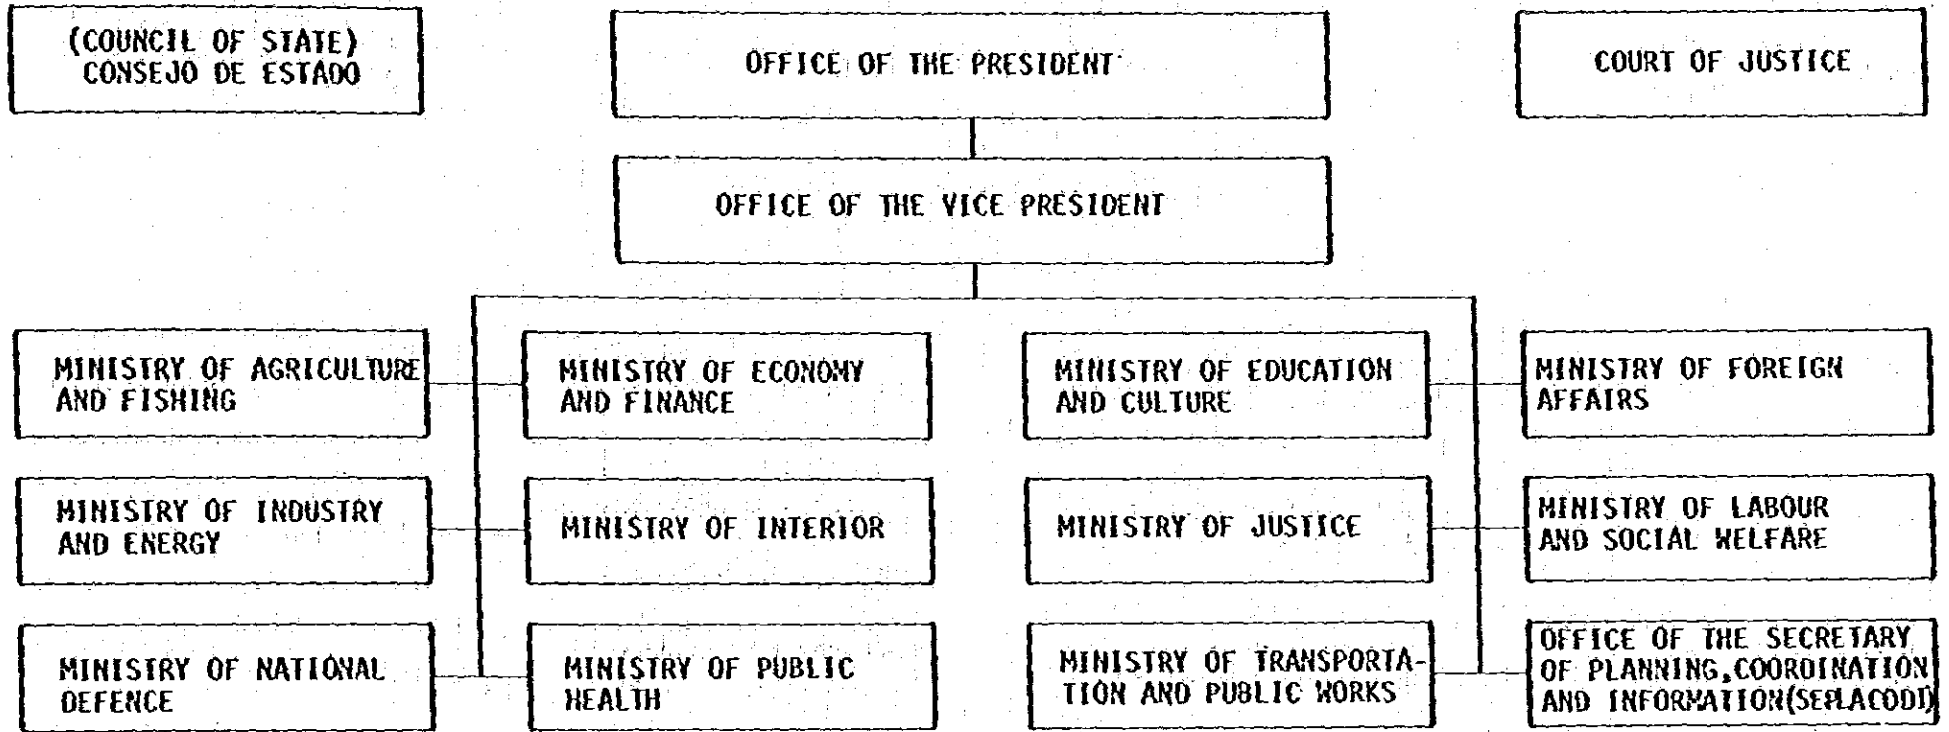 (COUNCIL OF STATE)
CONSEJO DE ESTADO
OFFICE OF THE PRESIDENT
COURT OF JUSTICE
OFFICE OF THE VICE PRESIDENT
MINISTRY OF AGRICULTURE
AND FISHING
MINISTRY OF ECONOMY
AND FINANCE
MINISTRY OF EDUCATION
AND CULTURE
MINISTRY OF FOREIGN
AFFAIRS
MINISTRY OF INDUSTRY
AND ENERGY
MINISTRY OF INTERIOR
MINISTRY OF JUSTICE
MINISTRY OF LABOUR
AND SOCIAL WELFARE
MINISTRY OF NATIONAL
DEFENCE
MINISTRY OF PUBLIC
HEALTH
MINISTRY OF TRANSPORTA-
TION AND PUBLIC WORKS
OFFICE OF THE SECRETARY
OF PLANNING,COORDINATION
AND INFORMATION(SEPLACODI)